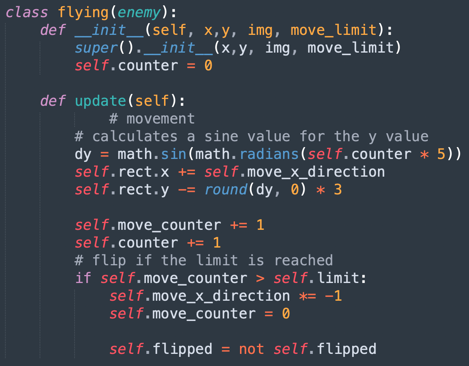 class flying(enemy):
    def __init__(self, x,y, img, move_limit):
        super().__init__(x,y, img, move_limit)
        self.counter = 0

    def update(self):
            # movement
        # calculates a sine value for the y value
        dy = math.sin(math.radians(self.counter * 5))
        self.rect.x += self.move_x_direction
        self.rect.y -= round(dy, 0) * 3

        self.move_counter += 1
        self.counter += 1
        # flip if the limit is reached
        if self.move_counter > self.limit:
            self.move_x_direction *= -1
            self.move_counter = 0

            self.flipped = not self.flipped